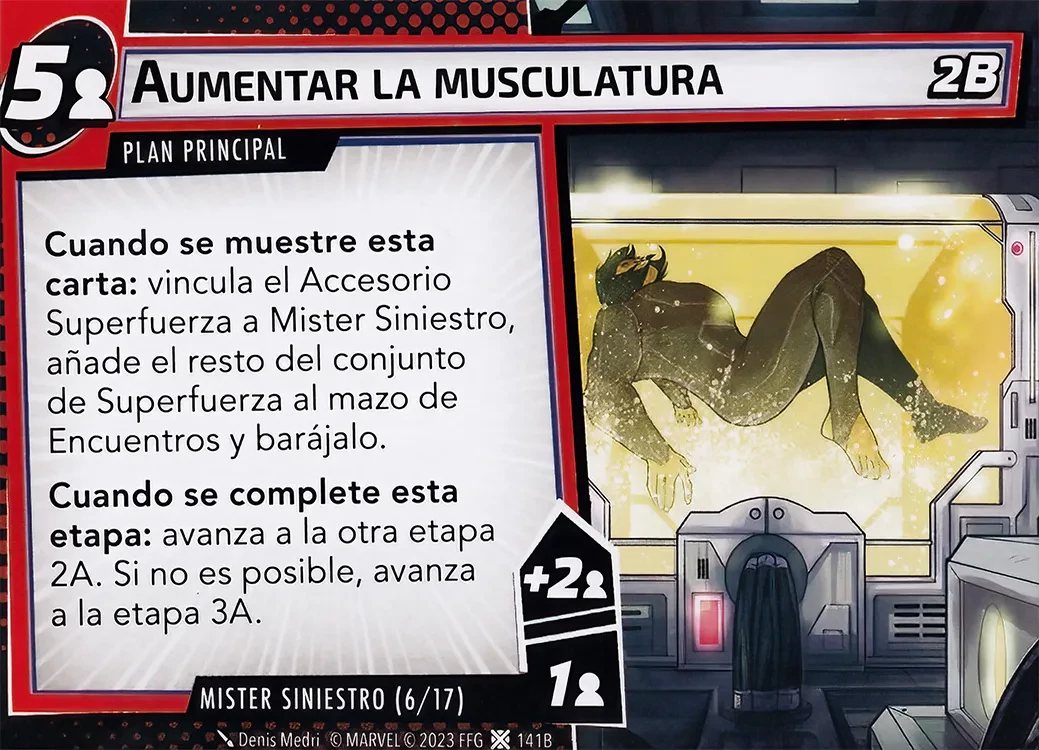 5
AUMENTAR LA MUSCULATURA
2B
PLAN PRINCIPAL
Cuando se muestre esta
carta: vincula el Accesorio
Superfuerza a Mister Siniestro,
añade el resto del conjunto
de Superfuerza al mazo de
Encuentros y barájalo.
Cuando se complete esta
etapa: avanza a la otra etapa
2A. Si no es posible, avanza
a la etapa 3A.
+2
1
MISTER SINIESTRO (6/17)
Denis Medri © MARVEL © 2023 FFG 141B